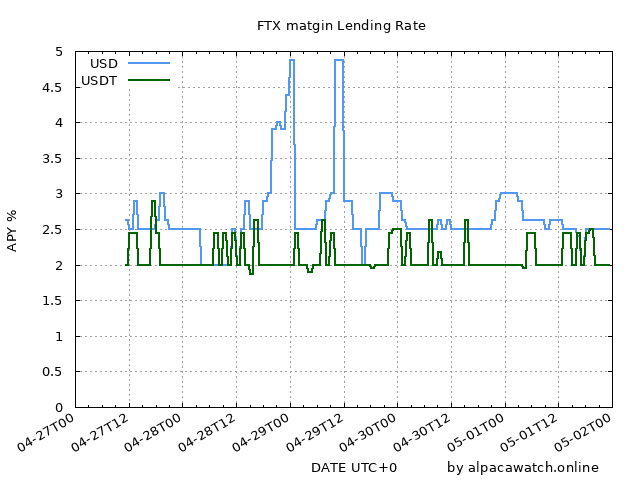 FTX matgin Lending Rate
USD
USDT
5
4.5
4
3.5
3
2.5
2
1.5
1
0.5
0
APY %
04-27T00
04-27T12
04-28T00
04-28T12
04-29T00
04-29T12
04-30T00
04-30T12
05-01T00
05-01T12
05-02T00
DATE UTC+0
by alpacawatch.online